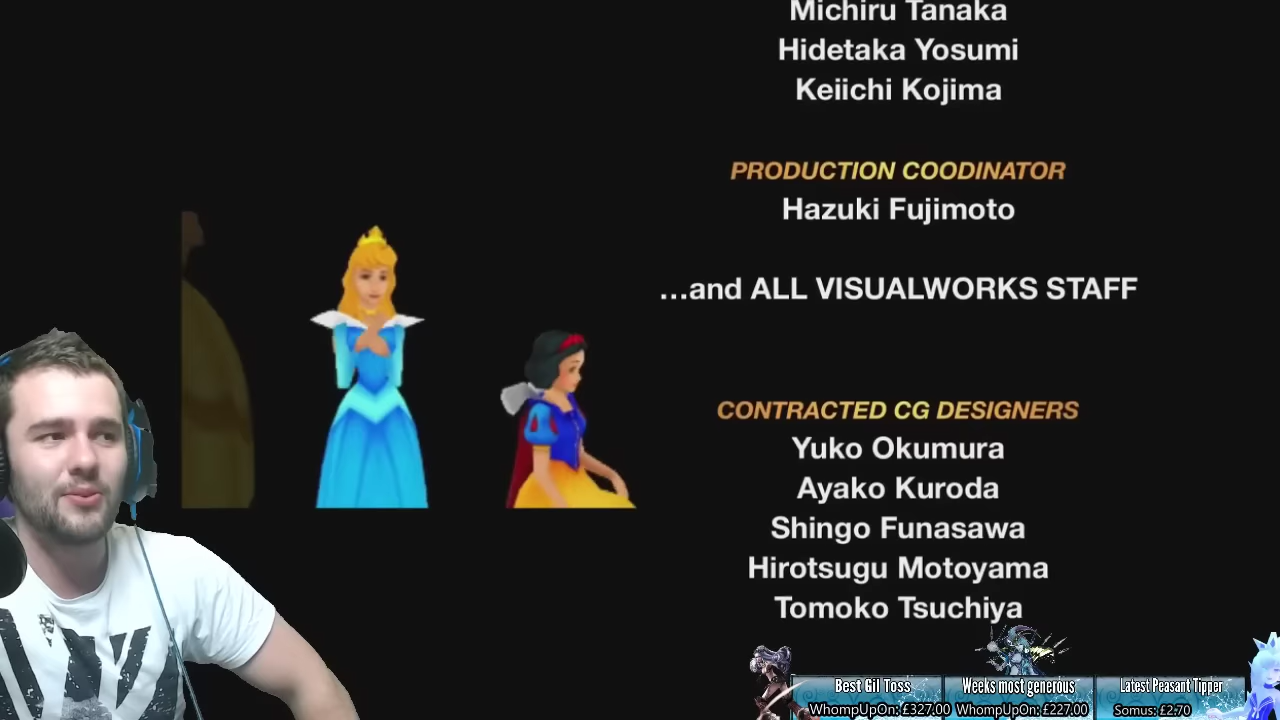 Michiru Tanaka
Hidetaka Yosumi
Keiichi Kojima
PRODUCTION COODINATOR
Hazuki Fujimoto
...and ALL VISUALWORKS STAFF
CONTRACTED CG DESIGNERS
Yuko Okumura
Ayako Kuroda
Shingo Funasawa
Hirotsugu Motoyama
Tomoko Tsuchiya
Best Gil Toss
WhompUpOn: £327.00
Weeks most generous
WhompUpOn: £227.00
Latest Peasant Tipper
Somus: £2.70